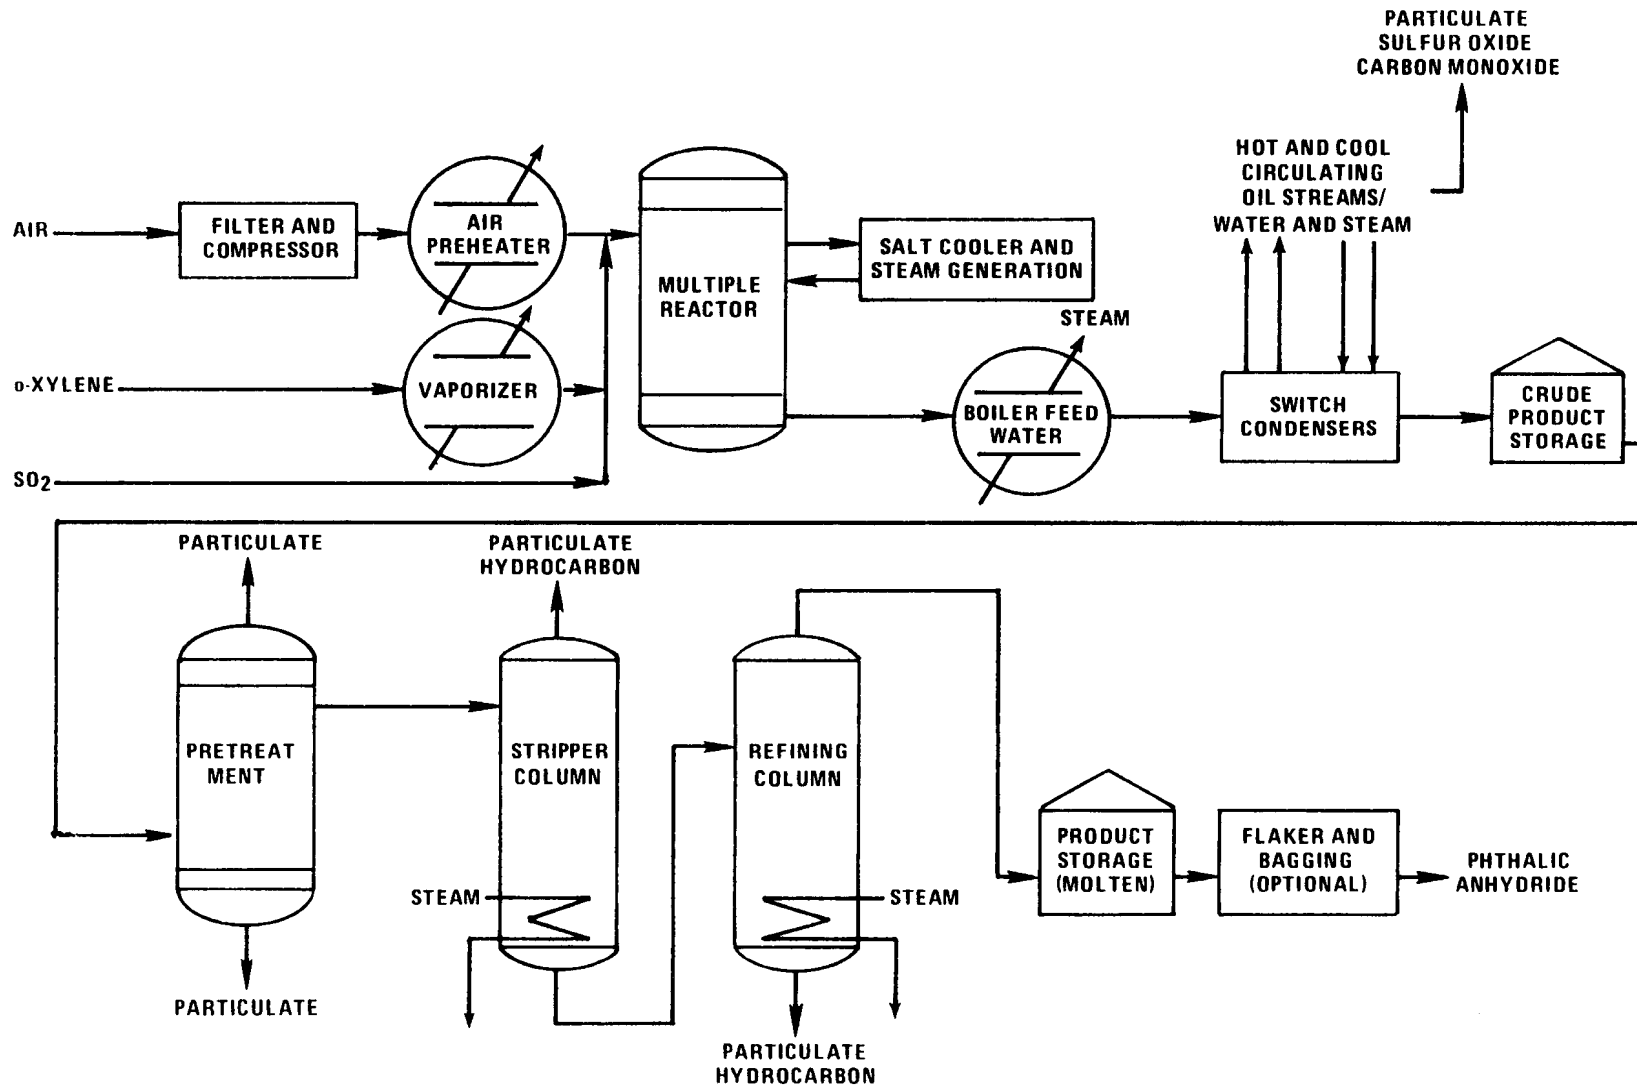 PARTICULATE
SULFUR OXIDE
CARBON MONOXIDE
HOT AND COOL
CIRCULATING
OIL STREAMS/
WATER AND STEAM
AIR
FILTER AND
COMPRESSOR
AIR
PREHEATER
MULTIPLE
REACTOR
SALT COOLER AND
STEAM GENERATION
STEAM
o-XYLENE
VAPORIZER
BOILER FEED
WATER
SWITCH
CONDENSERS
CRUDE
PRODUCT
STORAGE
SO2
PARTICULATE
PARTICULATE
HYDROCARBON
PRETREAT
MENT
STRIPPER
COLUMN
REFINING
COLUMN
STEAM
STEAM
PRODUCT
STORAGE
(MOLTEN)
FLAKER AND
BAGGING
(OPTIONAL)
PHTHALIC
ANHYDRIDE
PARTICULATE
PARTICULATE
HYDROCARBON